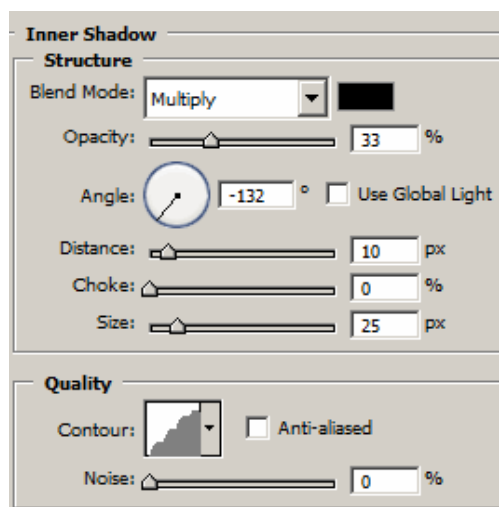 Inner Shadow
Structure
Blend Mode: Multiply
Opacity: 33 %
Angle: -132 ° Use Global Light
Distance: 10 px
Choke: 0 %
Size: 25 px
Quality
Contour: Anti-aliased
Noise: 0 %